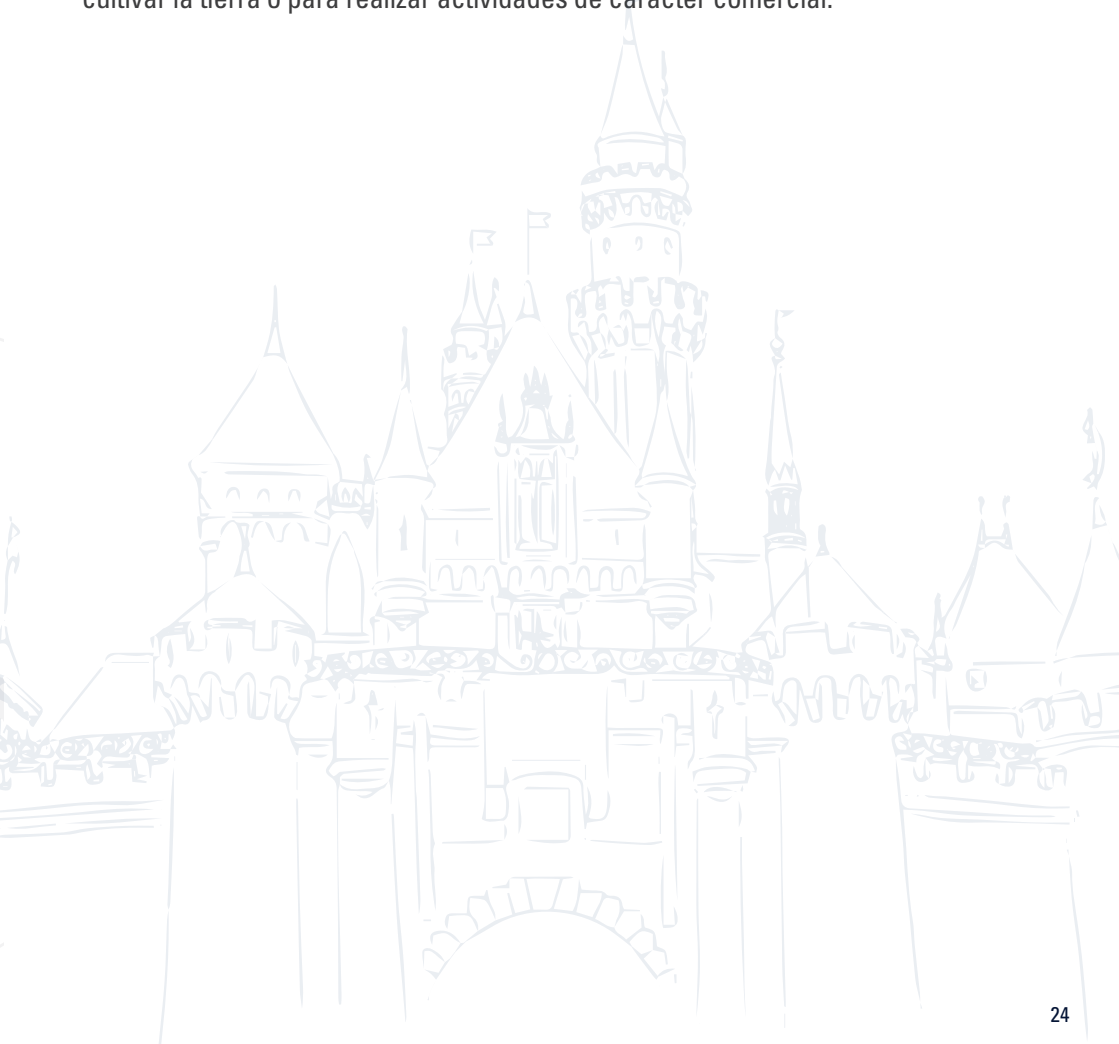 cultivar la tierra o para realizar actividades de carácter comercial.
24